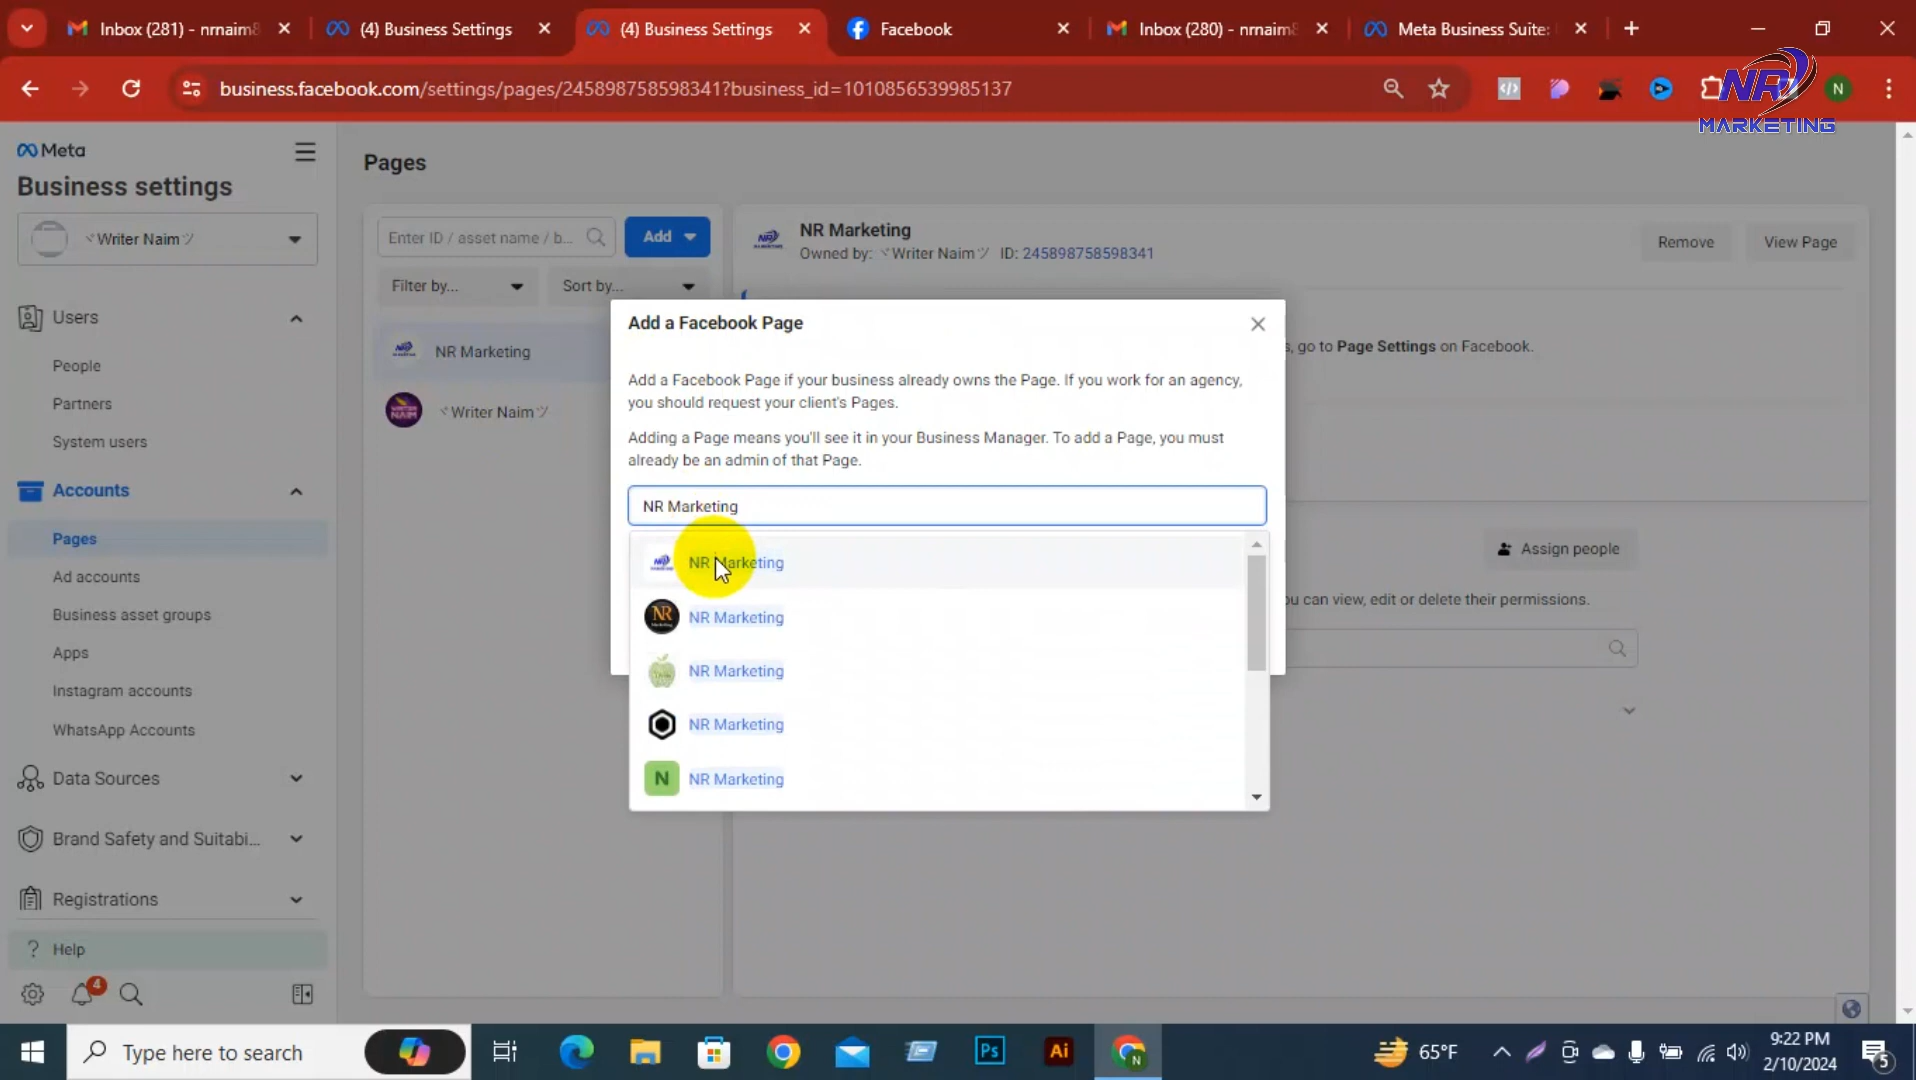 Inbox (281) - nrnaim8
(4) Business Settings
(4) Business Settings
Facebook
Inbox (280) - nrnaim8
Meta Business Suite:
business.facebook.com/settings/pages/245898758598341?business_id=1010856539985137
N
NR
MARKETING
Meta
Business settings
Writer Naim
Users
People
Partners
System users
Accounts
Pages
Ad accounts
Business asset groups
Apps
Instagram accounts
WhatsApp Accounts
Data Sources
Brand Safety and Suitabi...
Registrations
? Help
4
Pages
Enter ID / asset name / b...
Add
Filter by...
Sort by...
NR Marketing
Writer Naim
NR Marketing
Owned by: Writer Naim ID: 245898758598341
Remove
View Page
s, go to Page Settings on Facebook.
Assign people
ou can view, edit or delete their permissions.
Add a Facebook Page
Add a Facebook Page if your business already owns the Page. If you work for an agency,
you should request your client's Pages.
Adding a Page means you'll see it in your Business Manager. To add a Page, you must
already be an admin of that Page.
NR Marketing
NR Marketing
NR Marketing
NR Marketing
NR Marketing
N NR Marketing
Type here to search
Ps
Ai
N
65°F
9:22 PM
2/10/2024
5